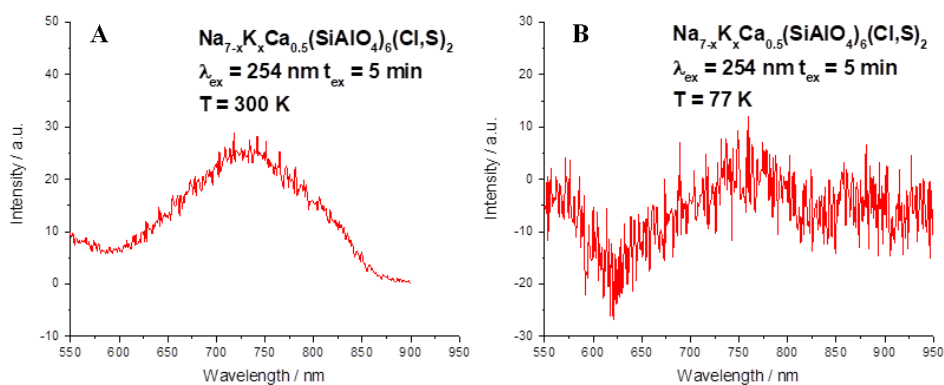 A
Na₇₋ₓKₓCa₀.₅(SiAlO₄)₆(Cl,S)₂
λₑₓ = 254 nm tₑₓ = 5 min
T = 300 K
Intensity / a.u.
50
40
30
20
10
0
-10
550 600 650 700 750 800 850 900 950
Wavelength / nm
B
Na₇₋ₓKₓCa₀.₅(SiAlO₄)₆(Cl,S)₂
λₑₓ = 254 nm tₑₓ = 5 min
T = 77 K
Intensity / a.u.
30
20
10
0
-10
-20
-30
550 600 650 700 750 800 850 900 950
Wavelength / nm